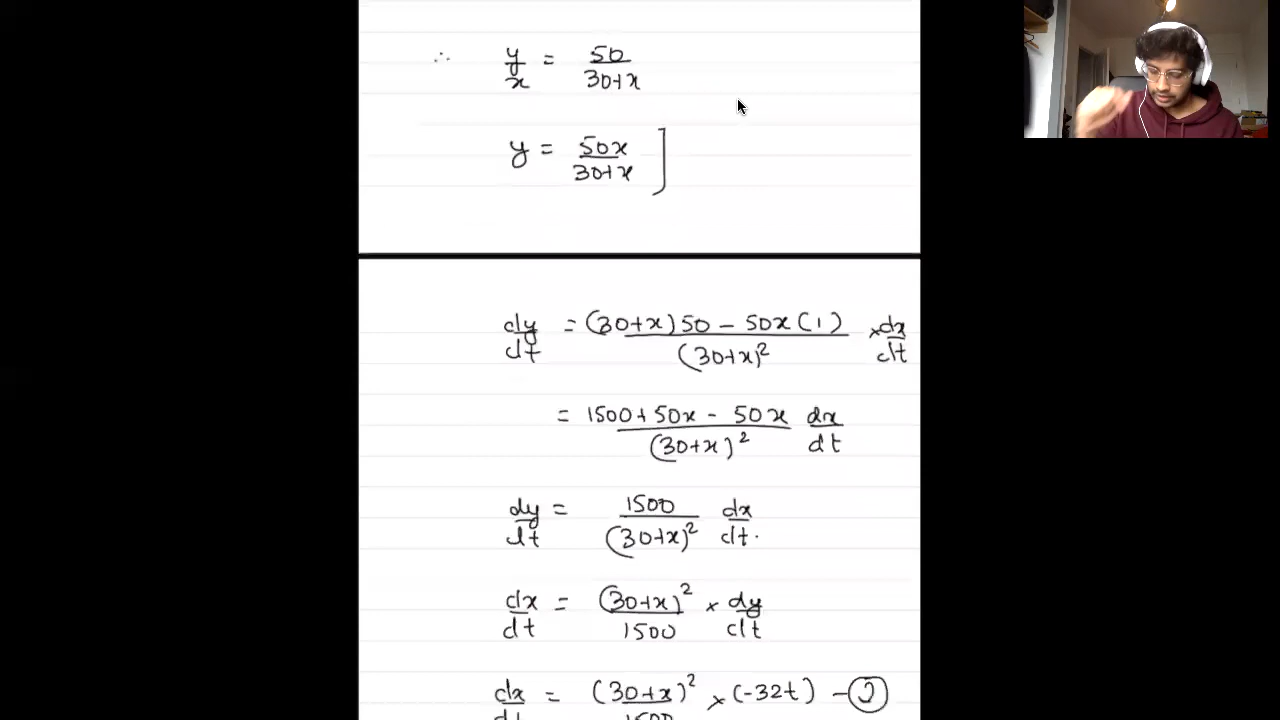 ∴ y/x = 50/(30+x)
y = 50x/(30+x) ]
dy/dt = ((30+x)50 - 50x(1))/(30+x)² × dx/dt
= (1500+50x - 50x)/(30+x)² dx/dt
dy/dt = 1500/(30+x)² dx/dt.
dx/dt = (30+x)²/1500 × dy/dt
dx/dt = (30+x)²/1500 × (-32t) -②